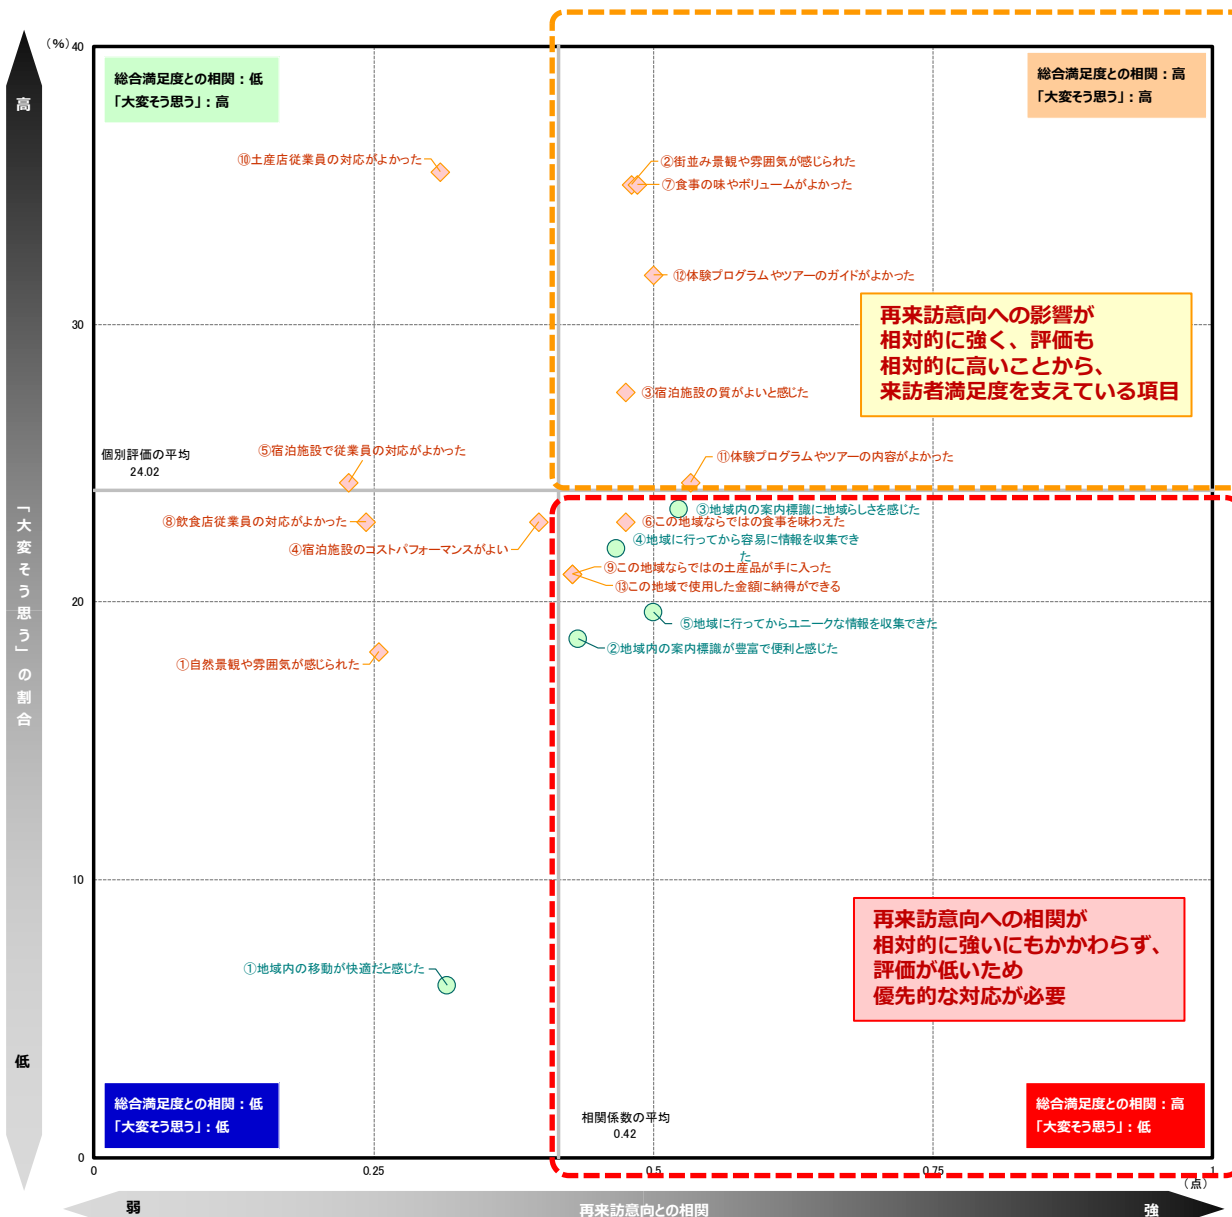 （％）
40
高
総合満足度との相関：低
「大変そう思う」：高
総合満足度との相関：高
「大変そう思う」：高
⑩土産店従業員の対応がよかった
②街並み景観や雰囲気が感じられた
⑦食事の味やボリュームがよかった
⑫体験プログラムやツアーのガイドがよかった
再来訪意向への影響が
相対的に強く、評価も
相対的に高いことから、
来訪者満足度を支えている項目
30
③宿泊施設の質がよいと感じた
個別評価の平均
24.02
⑤宿泊施設で従業員の対応がよかった
⑪体験プログラムやツアーの内容がよかった
「大変そう思う」の割合
③地域内の案内標識に地域らしさを感じた
⑧飲食店従業員の対応がよかった
⑥この地域ならではの食事を味わえた
④宿泊施設のコストパフォーマンスがよい
④地域に行ってから容易に情報を収集でき
た
⑨この地域ならではの土産品が手に入った
⑬この地域で使用した金額に納得ができる
20
⑤地域に行ってからユニークな情報を収集できた
②地域内の案内標識が豊富で便利と感じた
①自然景観や雰囲気が感じられた
10
再来訪意向への相関が
相対的に強いにもかかわらず、
評価が低いため
優先的な対応が必要
①地域内の移動が快適だと感じた
低
総合満足度との相関：低
「大変そう思う」：低
相関係数の平均
0.42
総合満足度との相関：高
「大変そう思う」：低
0
0
0.25
0.5
0.75
1
（点）
弱
再来訪意向との相関
強